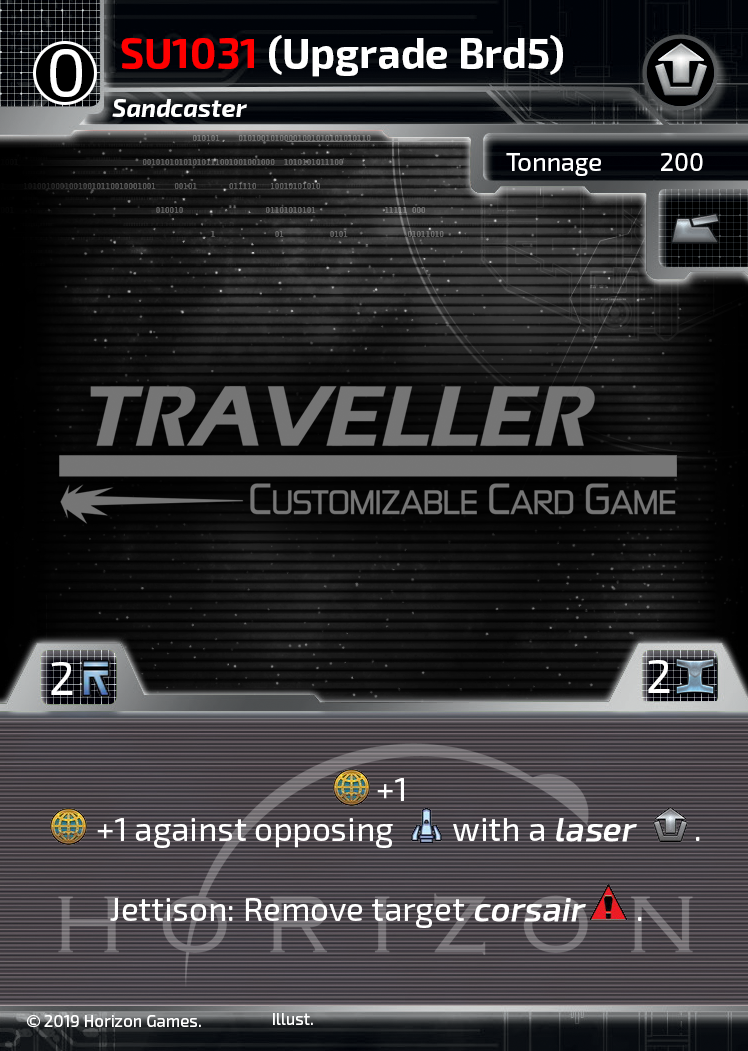 0
SU1031 (Upgrade Brd5)
Sandcaster
Tonnage 200
TRAVELLER
CUSTOMIZABLE CARD GAME
2
2
+1
+1 against opposing with a laser .
Jettison: Remove target corsair .
HORIZON
© 2019 Horizon Games.
Illust.